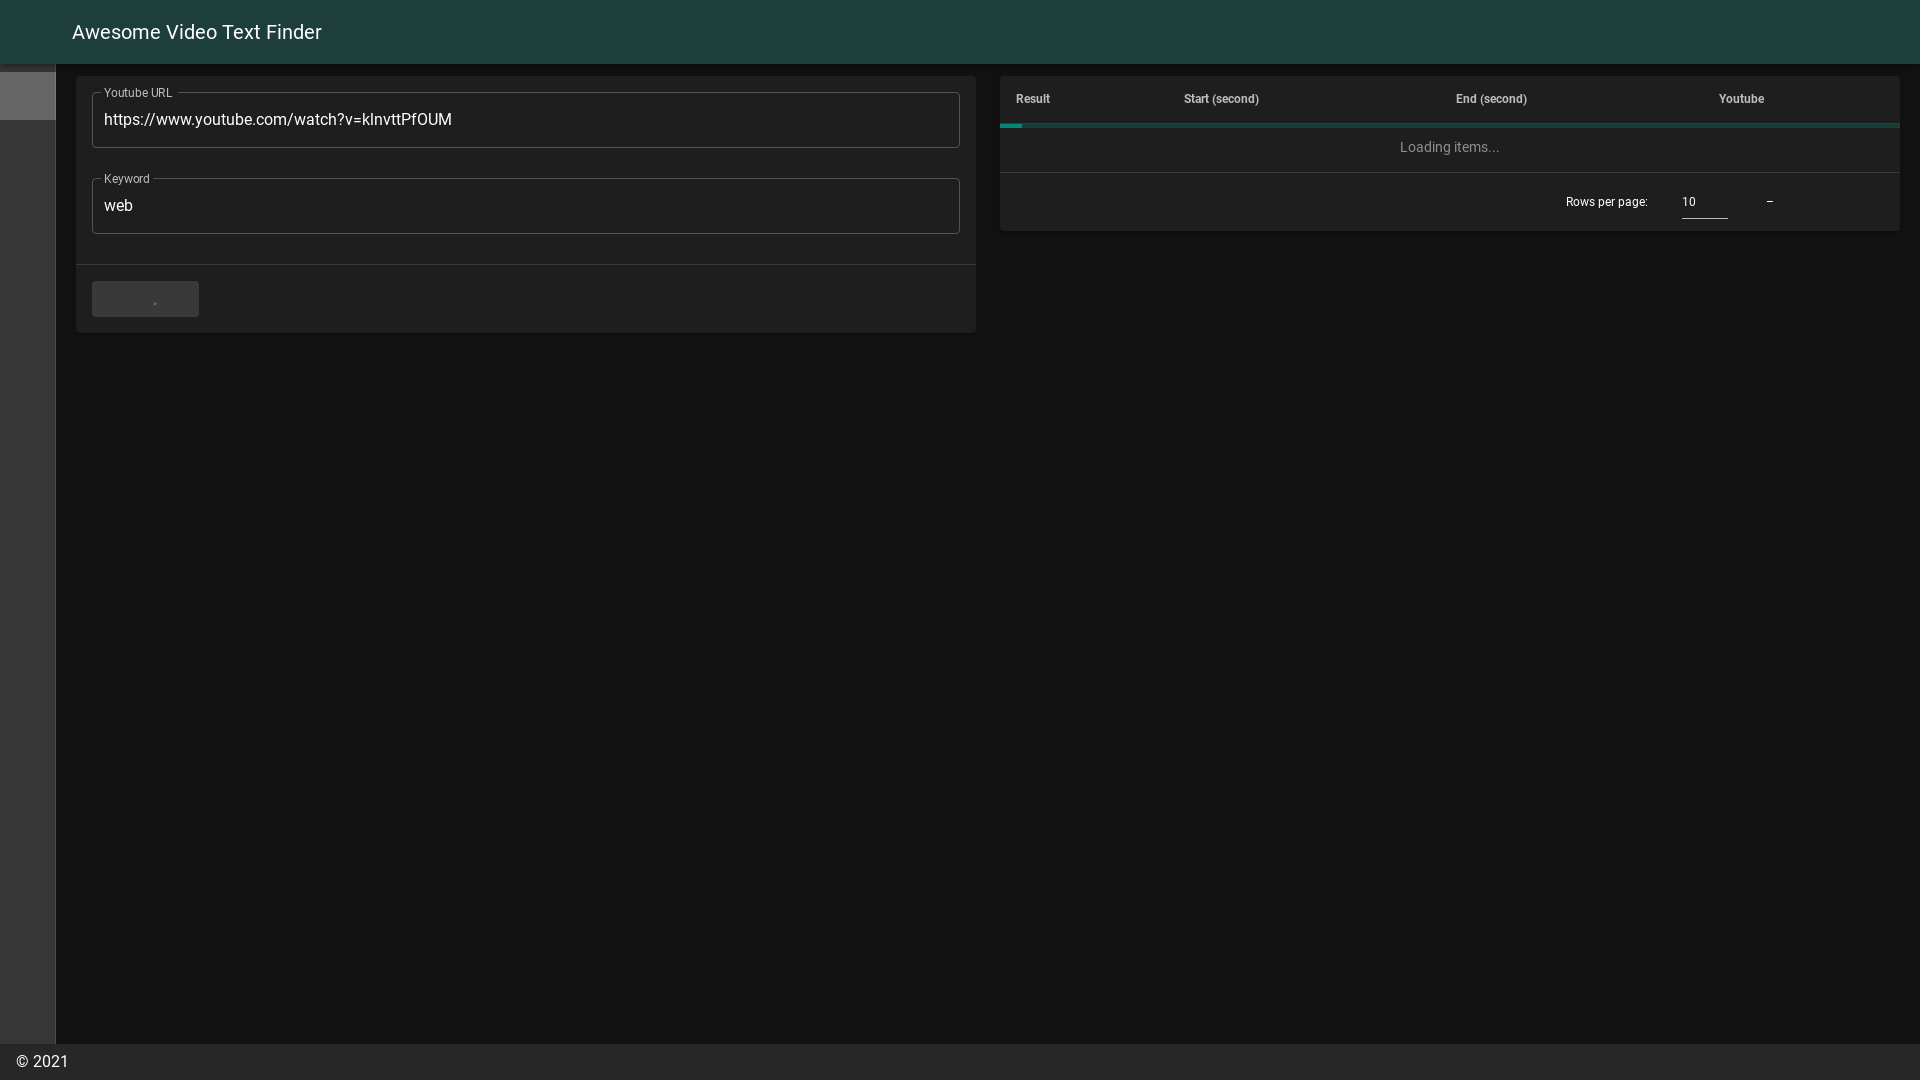 Awesome Video Text Finder
Youtube URL
https://www.youtube.com/watch?v=klnvttPfOUM
Keyword
web
Result Start (second) End (second) Youtube
Loading items...
Rows per page: 10 –
© 2021